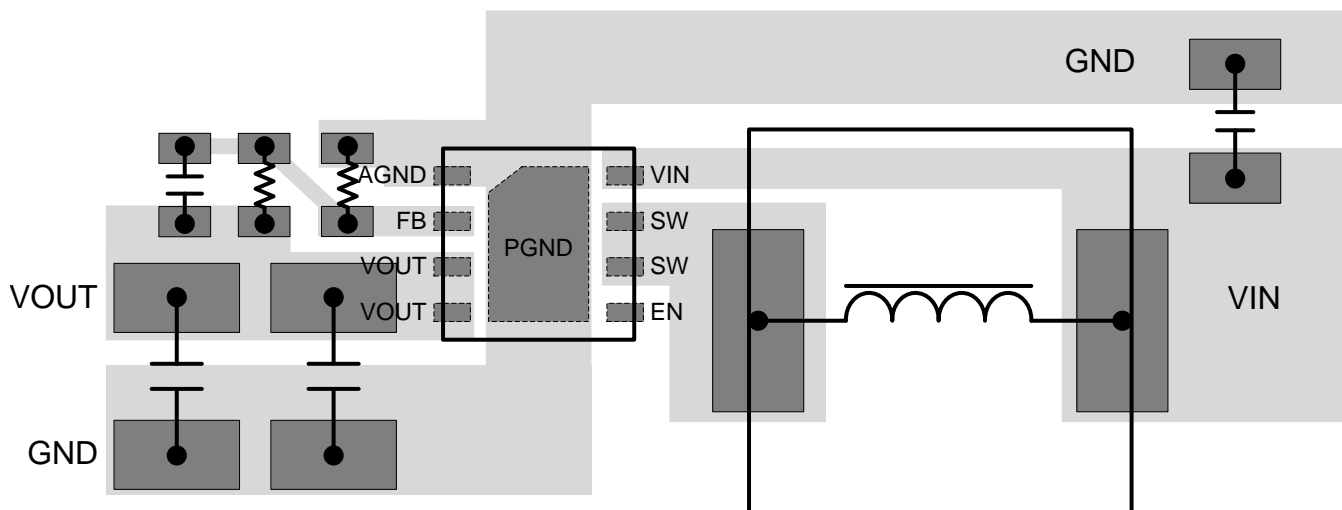 GND
AGND
VIN
FB
SW
PGND
VOUT
SW
VOUT
VIN
VOUT
EN
GND